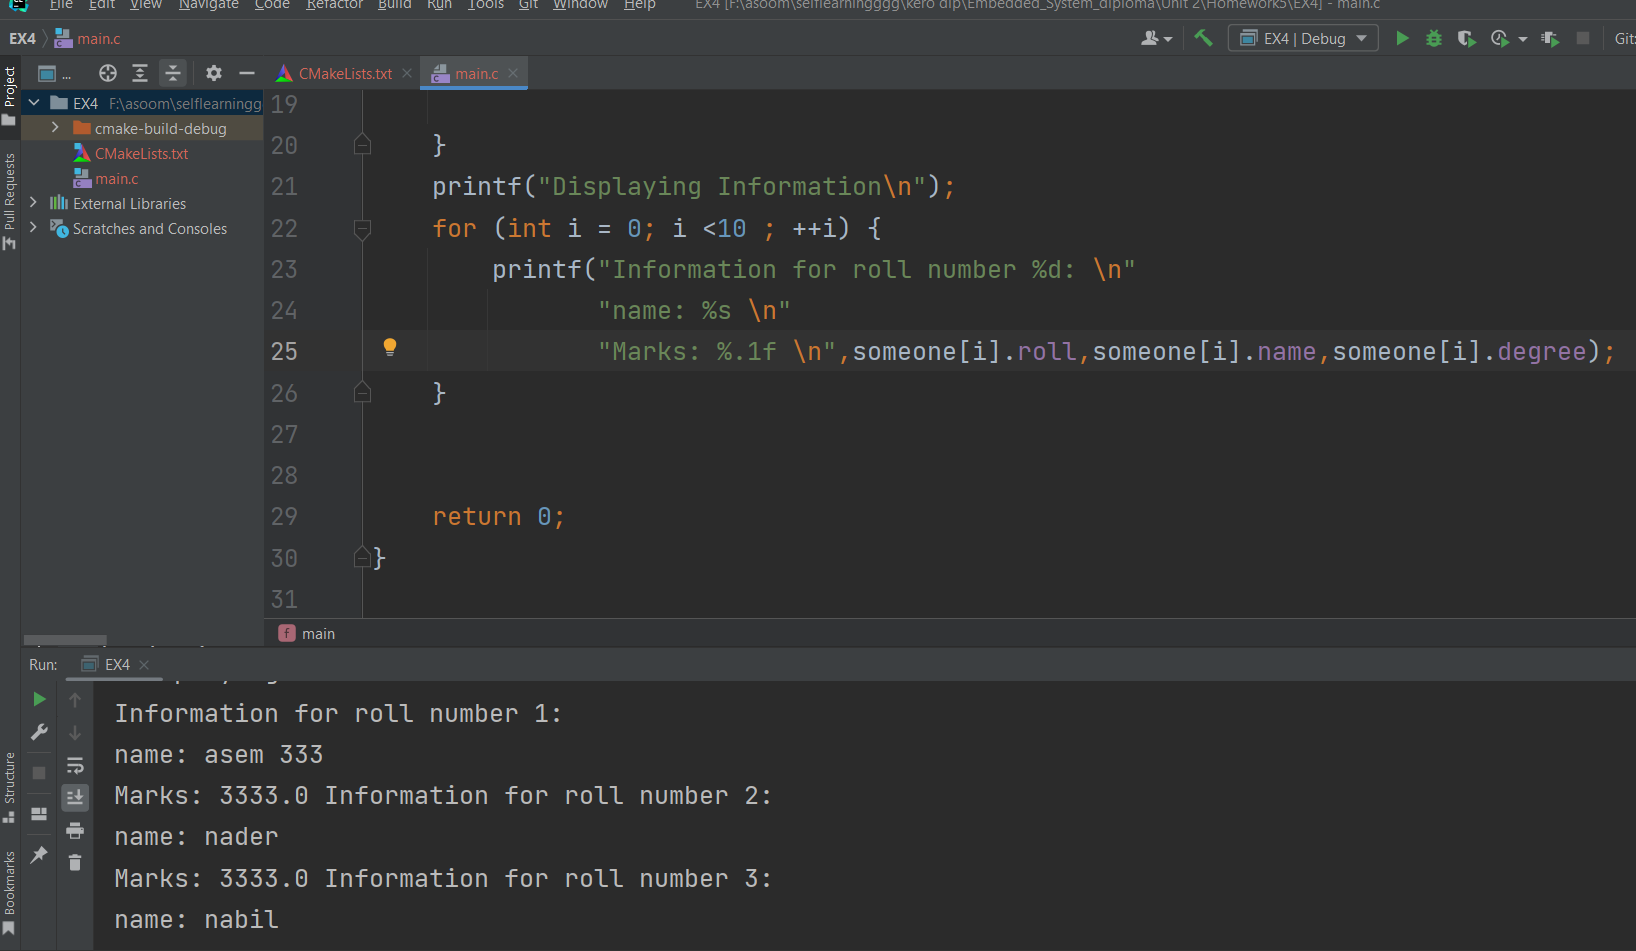 File Edit View Navigate Code Refactor Build Run Tools Git Window Help EX4 [F:\asoom\selflearningggg\kero dip\Embedded_System_diploma\Unit 2\Homework5\EX4] - main.c
EX4 main.c EX4 | Debug Git:
Project
... CMakeLists.txt main.c
EX4 F:\asoom\selflearningg
cmake-build-debug
CMakeLists.txt
main.c
External Libraries
Scratches and Consoles
Pull Requests
19
20 }
21 printf("Displaying Information\n");
22 for (int i = 0; i <10 ; ++i) {
23 printf("Information for roll number %d: \n"
24 "name: %s \n"
25 "Marks: %.1f \n",someone[i].roll,someone[i].name,someone[i].degree);
26 }
27
28
29 return 0;
30 }
31
f main
Run: EX4
Information for roll number 1:
name: asem 333
Marks: 3333.0 Information for roll number 2:
name: nader
Marks: 3333.0 Information for roll number 3:
name: nabil
Structure
Bookmarks